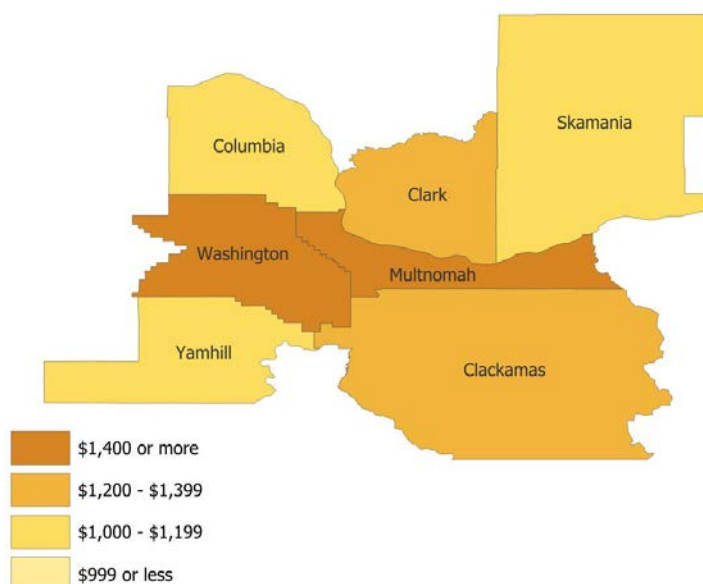 Skamania
Columbia
Clark
Washington
Multnomah
Yamhill
Clackamas
$1,400 or more
$1,200 - $1,399
$1,000 - $1,199
$999 or less